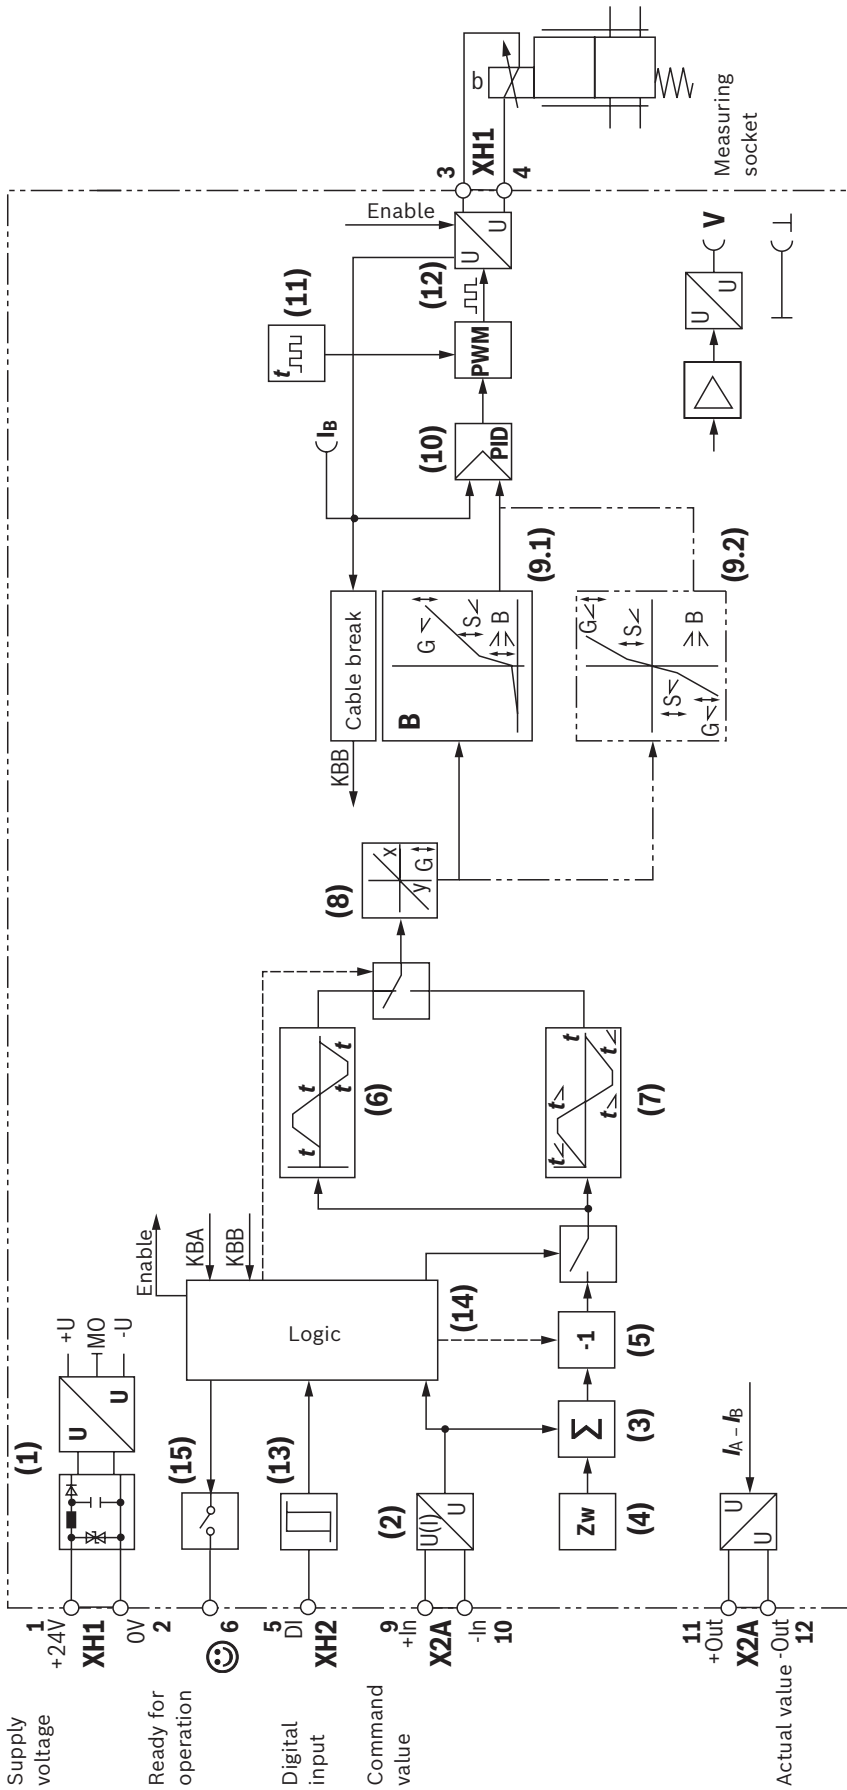 Supply
voltage
1
+24V
XH1
0V
2
(1)
U
U
+U
MO
-U
Ready for
operation
6
(15)
Enable
KBA
KBB
Logic
(14)
Digital
input
5
DI
XH2
(13)
Command
value
9
+In
X2A
-In
10
(2)
U(I)
U
Σ
(3)
Zw
(4)
-1
(5)
t
t
t
t
(6)
t
t
t
t
t
(7)
(8)
x
y
G
KBB
Cable break
B
G
S
B
(9.1)
G
S
S
G
B
(9.2)
IB
(10)
PID
t
(11)
PWM
(12)
U
U
Enable
3
XH1
4
b
Measuring
socket
U
U
V
⊥
11
+Out
X2A
Actual value -Out
12
U
U
IA – IB